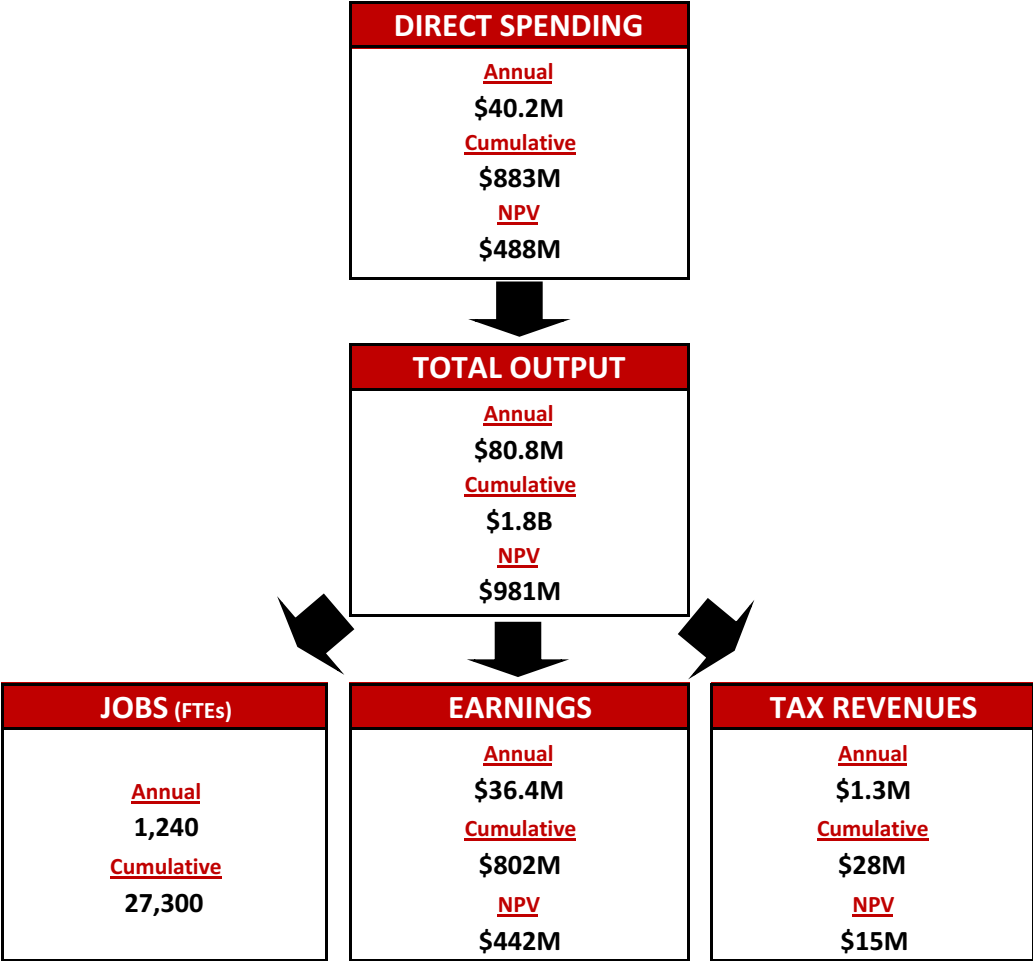 DIRECT SPENDING
Annual
$40.2M
Cumulative
$883M
NPV
$488M
TOTAL OUTPUT
Annual
$80.8M
Cumulative
$1.8B
NPV
$981M
JOBS (FTEs)
Annual
1,240
Cumulative
27,300
EARNINGS
Annual
$36.4M
Cumulative
$802M
NPV
$442M
TAX REVENUES
Annual
$1.3M
Cumulative
$28M
NPV
$15M